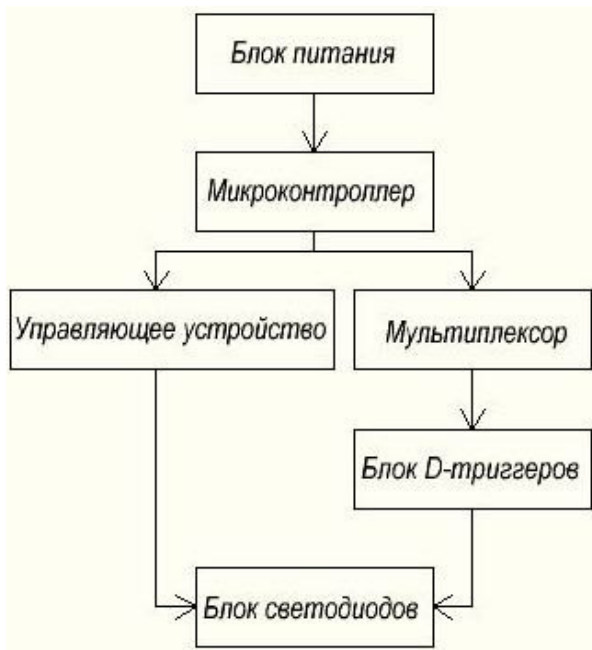 Блок питания
Микроконтроллер
Управляющее устройство
Мультиплексор
Блок D-триггеров
Блок светодиодов